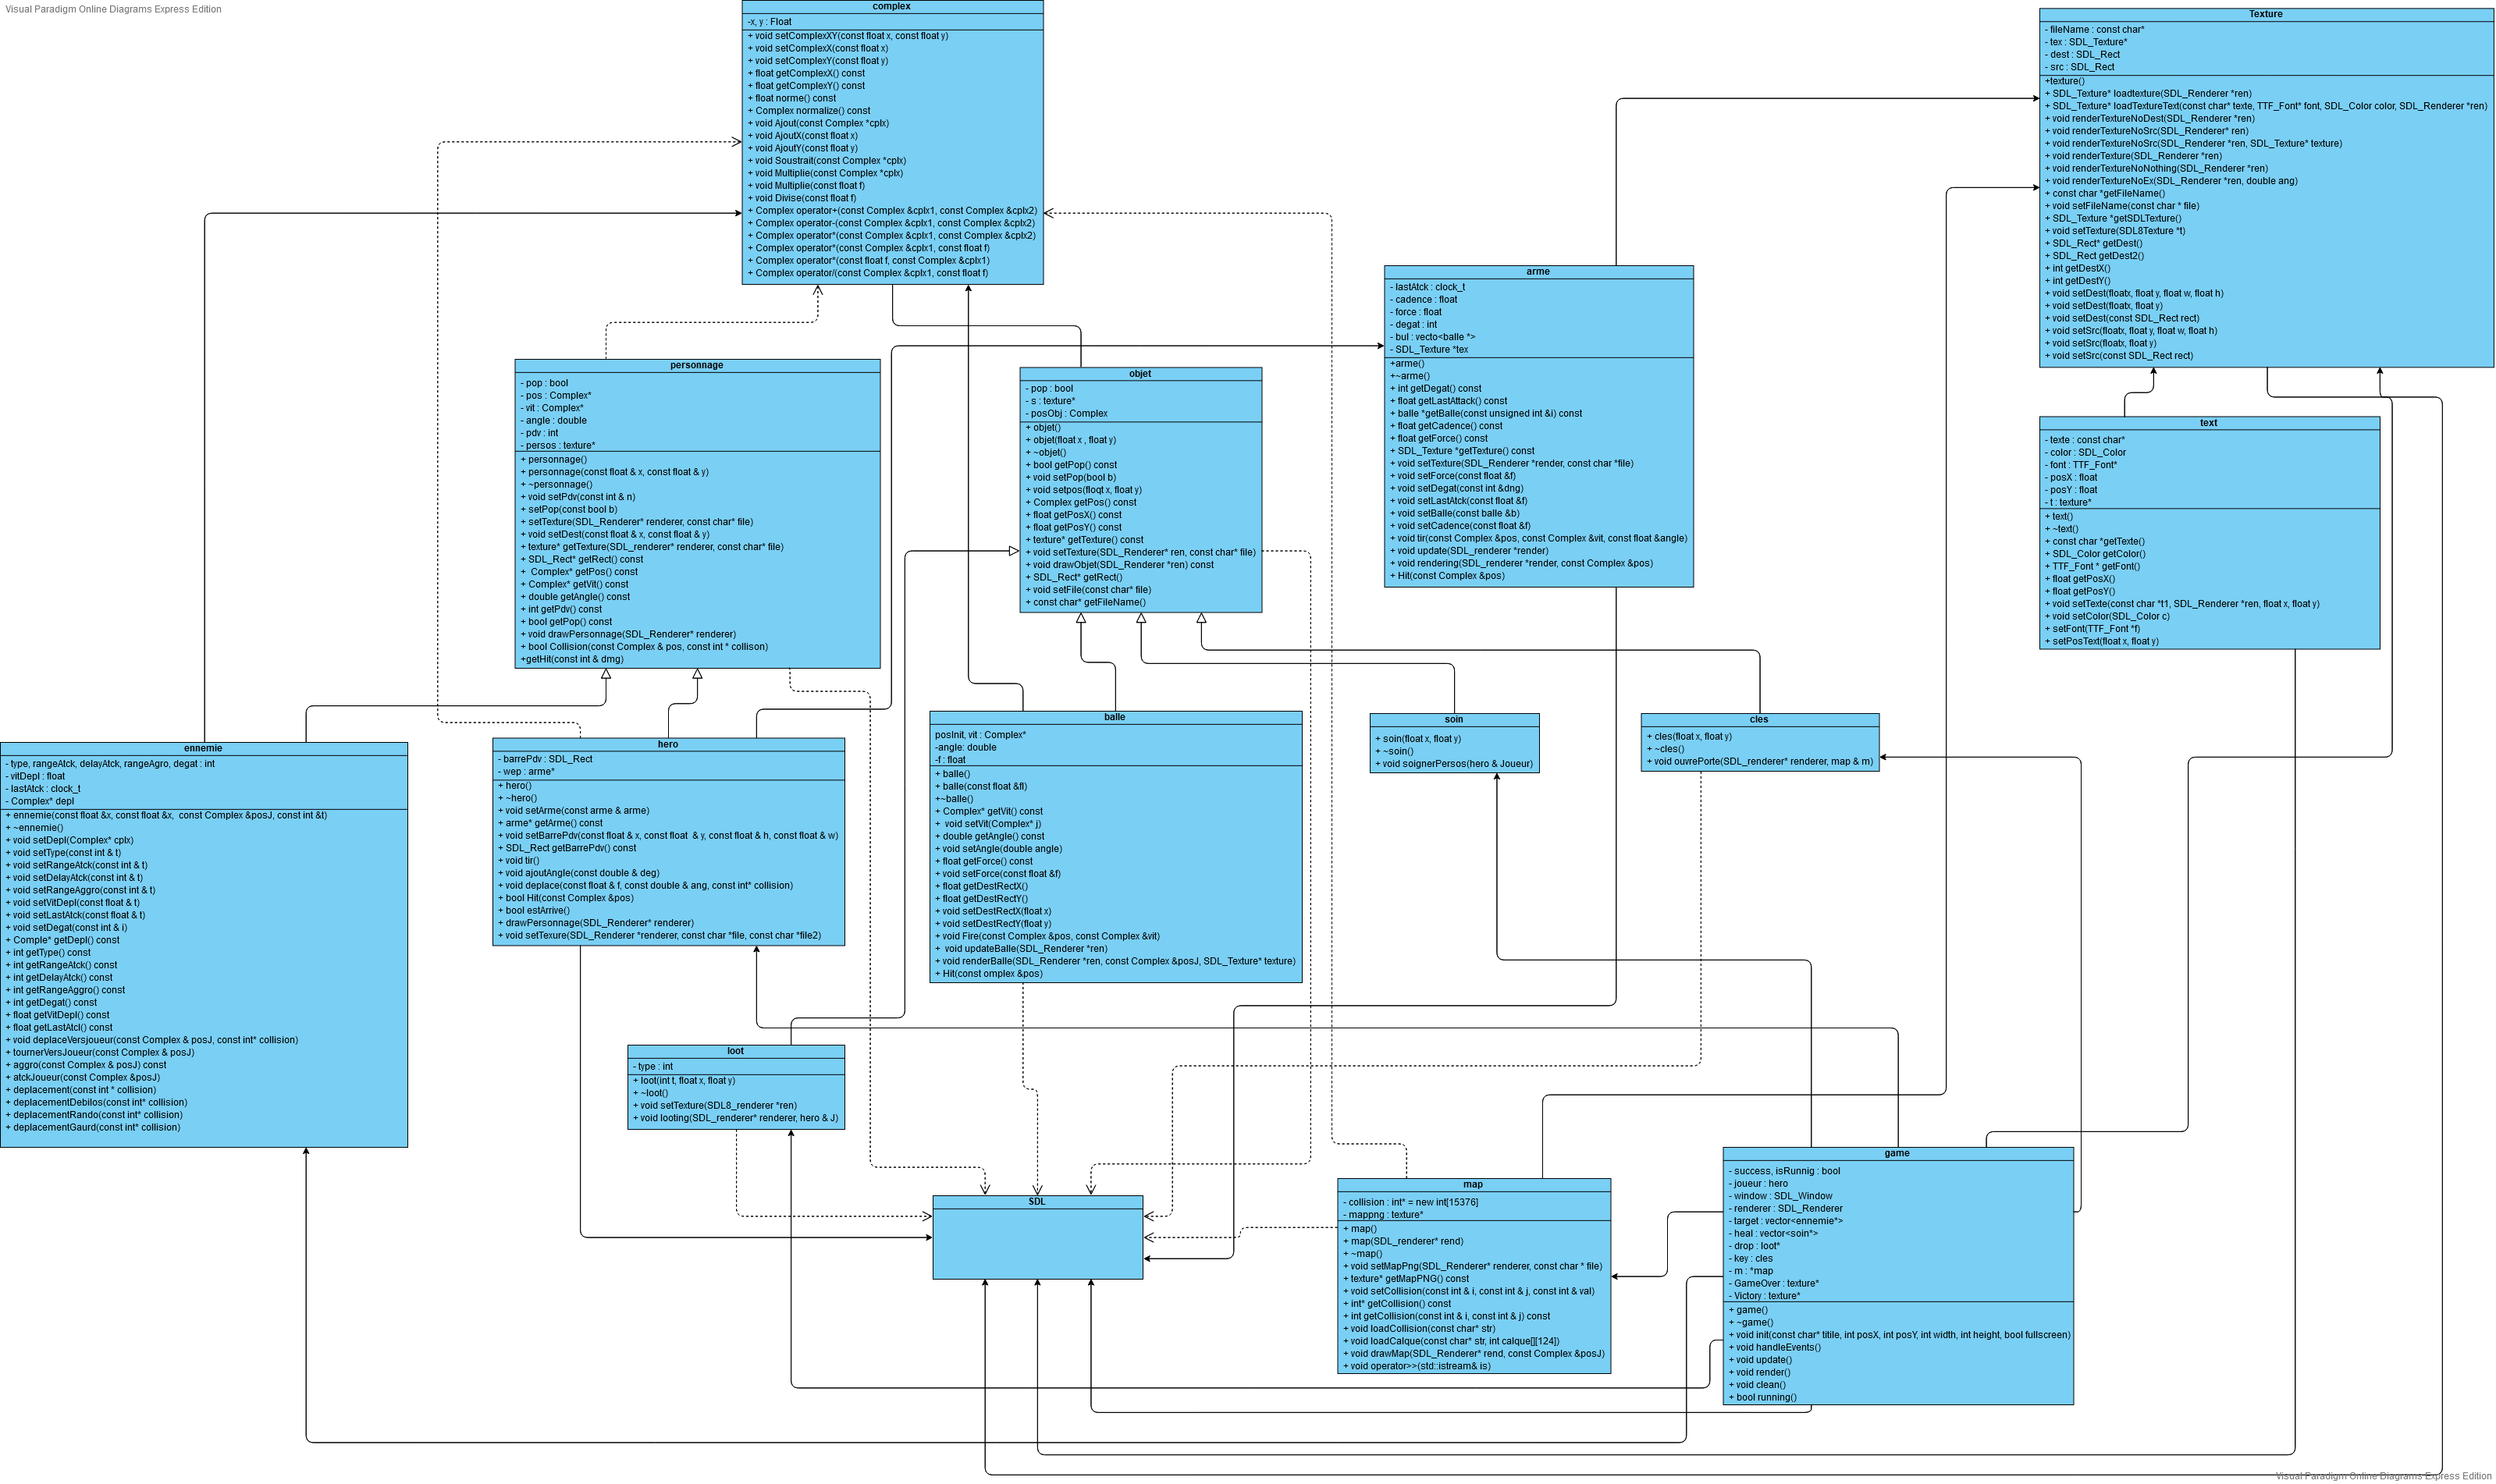 Visual Paradigm Online Diagrams Express Edition
complex
-x, y : Float
+ void setComplexXY(const float x, const float y)
+ void setComplexX(const float x)
+ void setComplexY(const float y)
+ float getComplexX() const
+ float getComplexY() const
+ float norme() const
+ Complex normalize() const
+ void Ajout(const Complex *cplx)
+ void AjoutX(const float x)
+ void AjoutY(const float y)
+ void Soustrait(const Complex *cplx)
+ void Multiplie(const Complex *cplx)
+ void Multiplie(const float f)
+ void Divise(const float f)
+ Complex operator+(const Complex &cplx1, const Complex &cplx2)
+ Complex operator-(const Complex &cplx1, const Complex &cplx2)
+ Complex operator*(const Complex &cplx1, const Complex &cplx2)
+ Complex operator*(const Complex &cplx1, const float f)
+ Complex operator*(const float f, const Complex &cplx1)
+ Complex operator/(const Complex &cplx1, const float f)
Texture
- fileName : const char*
- tex : SDL_Texture*
- dest : SDL_Rect
- src : SDL_Rect
+texture()
+ SDL_Texture* loadtexture(SDL_Renderer *ren)
+ SDL_Texture* loadTextureText(const char* texte, TTF_Font* font, SDL_Color color, SDL_Renderer *ren)
+ void renderTextureNoDest(SDL_Renderer *ren)
+ void renderTextureNoSrc(SDL_Renderer* ren)
+ void renderTextureNoSrc(SDL_Renderer *ren, SDL_Texture* texture)
+ void renderTexture(SDL_Renderer *ren)
+ void renderTextureNoNothing(SDL_Renderer *ren)
+ void renderTextureNoEx(SDL_Renderer *ren, double ang)
+ const char *getFileName()
+ void setFileName(const char * file)
+ SDL_Texture *getSDLTexture()
+ void setTexture(SDL8Texture *t)
+ SDL_Rect* getDest()
+ SDL_Rect getDest2()
+ int getDestX()
+ int getDestY()
+ void setDest(floatx, float y, float w, float h)
+ void setDest(floatx, float y)
+ void setDest(const SDL_Rect rect)
+ void setSrc(floatx, float y, float w, float h)
+ void setSrc(floatx, float y)
+ void setSrc(const SDL_Rect rect)
arme
- lastAtck : clock_t
- cadence : float
- force : float
- degat : int
- bul : vecto<balle *>
- SDL_Texture *tex
+arme()
+~arme()
+ int getDegat() const
+ float getLastAttack() const
+ balle *getBalle(const unsigned int &i) const
+ float getCadence() const
+ float getForce() const
+ SDL_Texture *getTexture() const
+ void setTexture(SDL_Renderer *render, const char *file)
+ void setForce(const float &f)
+ void setDegat(const int &dng)
+ void setLastAtck(const float &f)
+ void setBalle(const balle &b)
+ void setCadence(const float &f)
+ void tir(const Complex &pos, const Complex &vit, const float &angle)
+ void update(SDL_renderer *render)
+ void rendering(SDL_renderer *render, const Complex &pos)
+ Hit(const Complex &pos)
personnage
- pop : bool
- pos : Complex*
- vit : Complex*
- angle : double
- pdv : int
- persos : texture*
+ personnage()
+ personnage(const float & x, const float & y)
+ ~personnage()
+ void setPdv(const int & n)
+ setPop(const bool b)
+ setTexture(SDL_Renderer* renderer, const char* file)
+ void setDest(const float & x, const float & y)
+ texture* getTexture(SDL_renderer* renderer, const char* file)
+ SDL_Rect* getRect() const
+  Complex* getPos() const
+ Complex* getVit() const
+ double getAngle() const
+ int getPdv() const
+ bool getPop() const
+ void drawPersonnage(SDL_Renderer* renderer)
+ bool Collision(const Complex & pos, const int * collison)
+getHit(const int & dmg)
objet
- pop : bool
- s : texture*
- posObj : Complex
+ objet()
+ objet(float x , float y)
+ ~objet()
+ bool getPop() const
+ void setPop(bool b)
+ void setpos(floqt x, float y)
+ Complex getPos() const
+ float getPosX() const
+ float getPosY() const
+ texture* getTexture() const
+ void setTexture(SDL_Renderer* ren, const char* file)
+ void drawObjet(SDL_Renderer *ren) const
+ SDL_Rect* getRect()
+ void setFile(const char* file)
+ const char* getFileName()
text
- texte : const char*
- color : SDL_Color
- font : TTF_Font*
- posX : float
- posY : float
- t : texture*
+ text()
+ ~text()
+ const char *getTexte()
+ SDL_Color getColor()
+ TTF_Font * getFont()
+ float getPosX()
+ float getPosY()
+ void setTexte(const char *t1, SDL_Renderer *ren, float x, float y)
+ void setColor(SDL_Color c)
+ setFont(TTF_Font *f)
+ setPosText(float x, float y)
ennemie
- type, rangeAtck, delayAtck, rangeAgro, degat : int
- vitDepl : float
- lastAtck : clock_t
- Complex* depl
+ ennemie(const float &x, const float &x,  const Complex &posJ, const int &t)
+ ~ennemie()
+ void setDepl(Complex* cplx)
+ void setType(const int & t)
+ void setRangeAtck(const int & t)
+ void setDelayAtck(const int & t)
+ void setRangeAggro(const int & t)
+ void setVitDepl(const float & t)
+ void setLastAtck(const float & t)
+ void setDegat(const int & i)
+ Comple* getDepl() const
+ int getType() const
+ int getRangeAtck() const
+ int getDelayAtck() const
+ int getRangeAggro() const
+ int getDegat() const
+ float getVitDepl() const
+ float getLastAtcl() const
+ void deplaceVersjoueur(const Complex & posJ, const int* collision)
+ tournerVersJoueur(const Complex & posJ)
+ aggro(const Complex & posJ) const
+ atckJoueur(const Complex &posJ)
+ deplacement(const int * collision)
+ deplacementDebilos(const int* collision)
+ deplacementRando(const int* collision)
+ deplacementGaurd(const int* collision)
hero
- barrePdv : SDL_Rect
- wep : arme*
+ hero()
+ ~hero()
+ void setArme(const arme & arme)
+ arme* getArme() const
+ void setBarrePdv(const float & x, const float  & y, const float & h, const float & w)
+ SDL_Rect getBarrePdv() const
+ void tir()
+ void ajoutAngle(const double & deg)
+ void deplace(const float & f, const double & ang, const int* collision)
+ bool Hit(const Complex &pos)
+ bool estArrive()
+ drawPersonnage(SDL_Renderer* renderer)
+ void setTexure(SDL_Renderer *renderer, const char *file, const char *file2)
balle
posInit, vit : Complex*
-angle: double
-f : float
+ balle()
+ balle(const float &fl)
+~balle()
+ Complex* getVit() const
+  void setVit(Complex* j)
+ double getAngle() const
+ void setAngle(double angle)
+ float getForce() const
+ void setForce(const float &f)
+ float getDestRectX()
+ float getDestRectY()
+ void setDestRectX(float x)
+ void setDestRectY(float y)
+ void Fire(const Complex &pos, const Complex &vit)
+  void updateBalle(SDL_Renderer *ren)
+ void renderBalle(SDL_Renderer *ren, const Complex &posJ, SDL_Texture* texture)
+ Hit(const omplex &pos)
soin
+ soin(float x, float y)
+ ~soin()
+ void soignerPersos(hero & Joueur)
cles
+ cles(float x, float y)
+ ~cles()
+ void ouvrePorte(SDL_renderer* renderer, map & m)
loot
- type : int
+ loot(int t, float x, float y)
+ ~loot()
+ void setTexture(SDL8_renderer *ren)
+ void looting(SDL_renderer* renderer, hero & J)
SDL
map
- collision : int* = new int[15376]
- mappng : texture*
+ map()
+ map(SDL_renderer* rend)
+ ~map()
+ void setMapPng(SDL_Renderer* renderer, const char * file)
+ texture* getMapPNG() const
+ void setCollision(const int & i, const int & j, const int & val)
+ int* getCollision() const
+ int getCollision(const int & i, const int & j) const
+ void loadCollision(const char* str)
+ void loadCalque(const char* str, int calque[][124])
+ void drawMap(SDL_Renderer* rend, const Complex &posJ)
+ void operator>>(std::istream& is)
game
- success, isRunnig : bool
- joueur : hero
- window : SDL_Window
- renderer : SDL_Renderer
- target : vector<ennemie*>
- heal : vector<soin*>
- drop : loot*
- key : cles
- m : *map
- GameOver : texture*
- Victory : texture*
+ game()
+ ~game()
+ void init(const char* titile, int posX, int posY, int width, int height, bool fullscreen)
+ void handleEvents()
+ void update()
+ void render()
+ void clean()
+ bool running()
Visual Paradigm Online Diagrams Express Edition